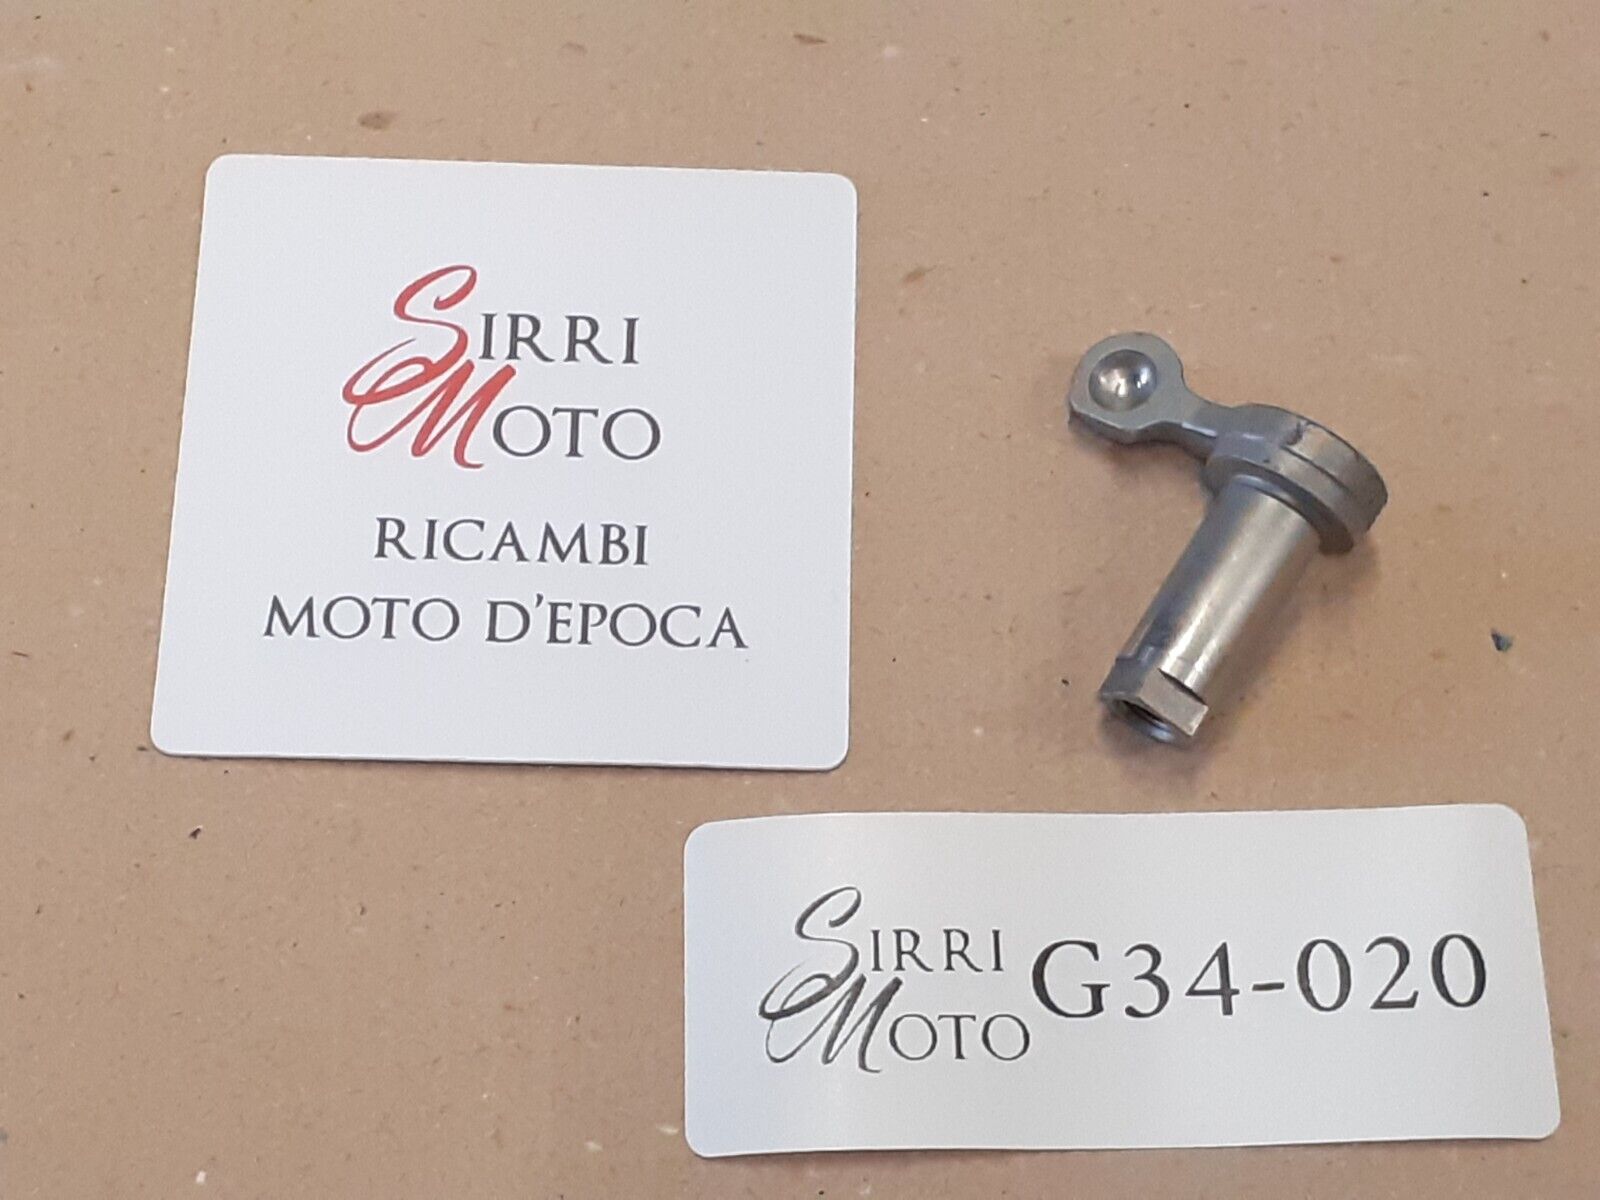 SIRRI
MOTO
RICAMBI
MOTO D'EPOCA
SIRRI
MOTO
G34-020